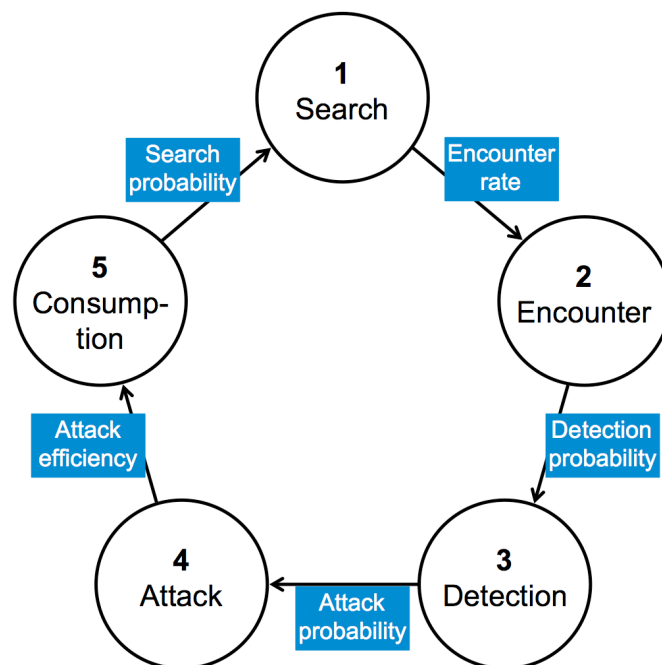 1
Search
Encounter
rate
2
Encounter
Detection
probability
3
Detection
Attack
probability
4
Attack
Attack
efficiency
5
Consump-
tion
Search
probability